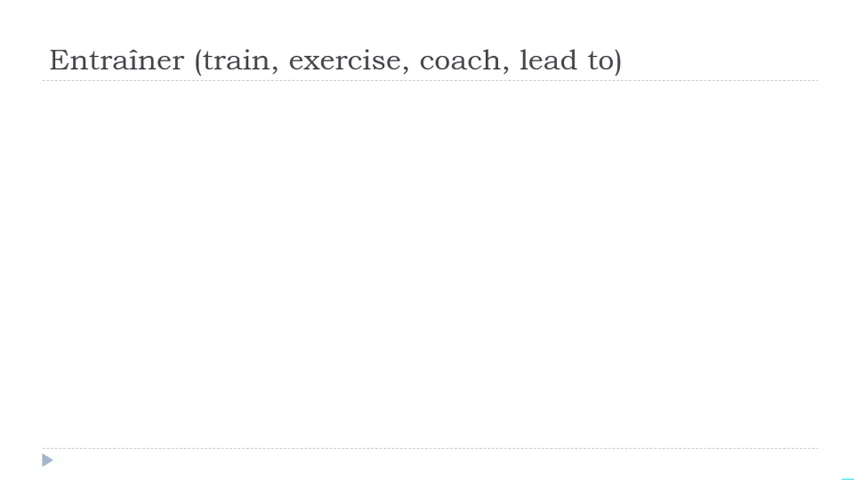 Entraîner (train, exercise, coach, lead to)